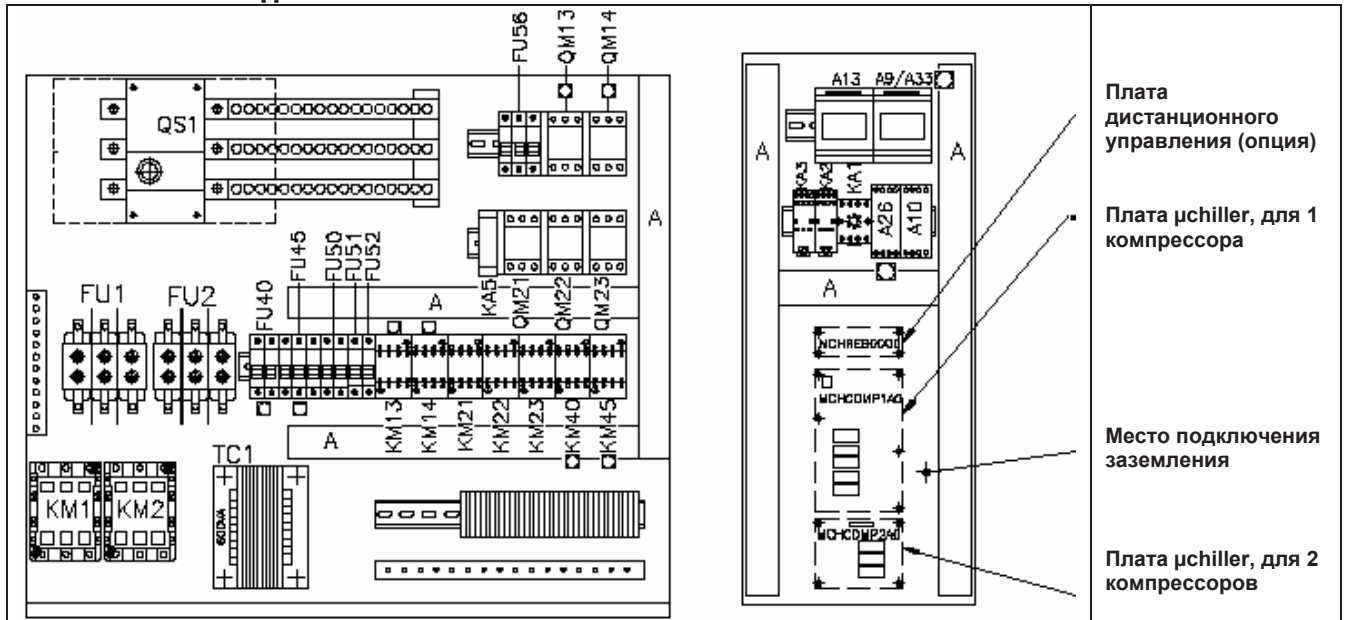 FU56
QM13
QM14
QS1
A13 A9/A33
A
A
A
KA3
KA2
KA1
A26
A10
A
FU1
FU2
FU40
FU45
FU50
FU51
FU52
A
KA5
QM21
QM22
QM23
A
KM13
KM14
KM21
KM22
KM23
KM40
KM45
TC1
KM1
KM2
Плата
дистанционного
управления (опция)
Плата µchiller, для 1
компрессора
Место подключения
заземления
Плата µchiller, для 2
компрессоров